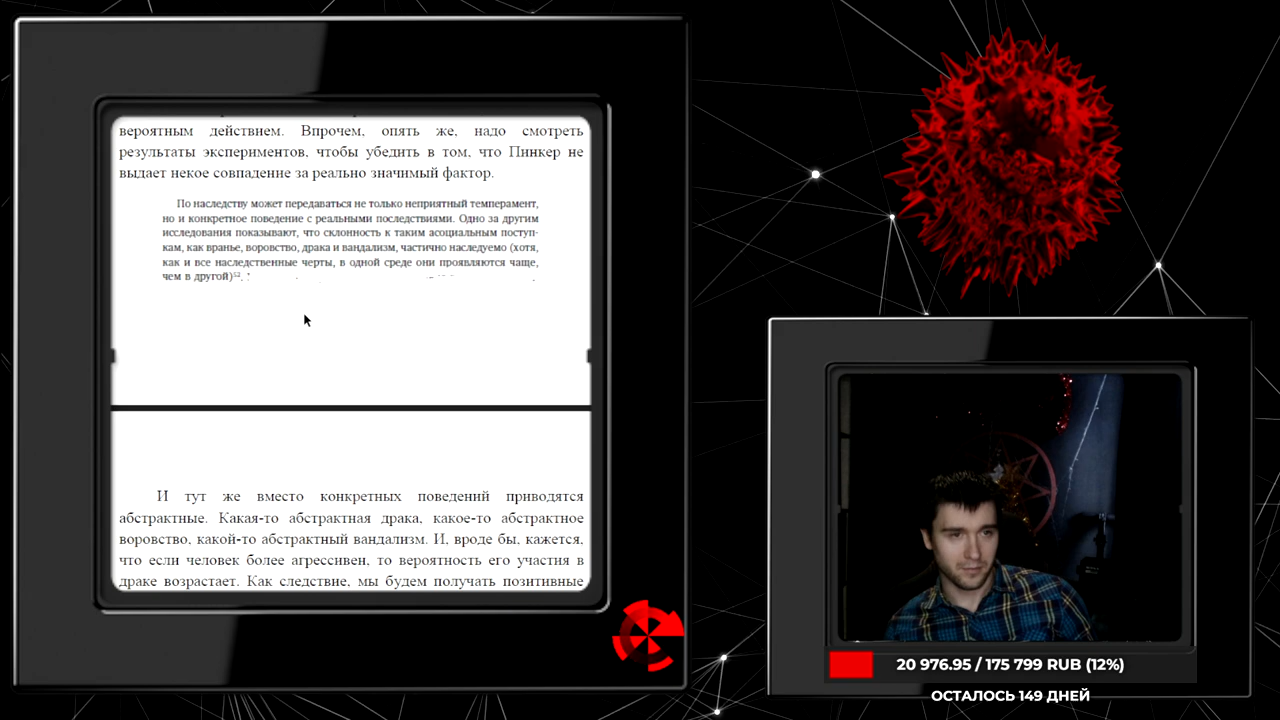 вероятным действием. Впрочем, опять же, надо смотреть
результаты экспериментов, чтобы убедить в том, что Пинкер не
выдает некое совпадение за реально значимый фактор.
По наследству может передаваться не только неприятный темперамент,
но и конкретное поведение с реальными последствиями. Одно за другим
исследования показывают, что склонность к таким асоциальным поступ-
кам, как вранье, воровство, драка и вандализм, частично наследуемо (хотя,
как и все наследственные черты, в одной среде они проявляются чаще,
чем в другой)⁵².
И тут же вместо конкретных поведений приводятся
абстрактные. Какая-то абстрактная драка, какое-то абстрактное
воровство, какой-то абстрактный вандализм. И, вроде бы, кажется,
что если человек более агрессивен, то вероятность его участия в
драке возрастает. Как следствие, мы будем получать позитивные
20 976.95 / 175 799 RUB (12%)
ОСТАЛОСЬ 149 ДНЕЙ